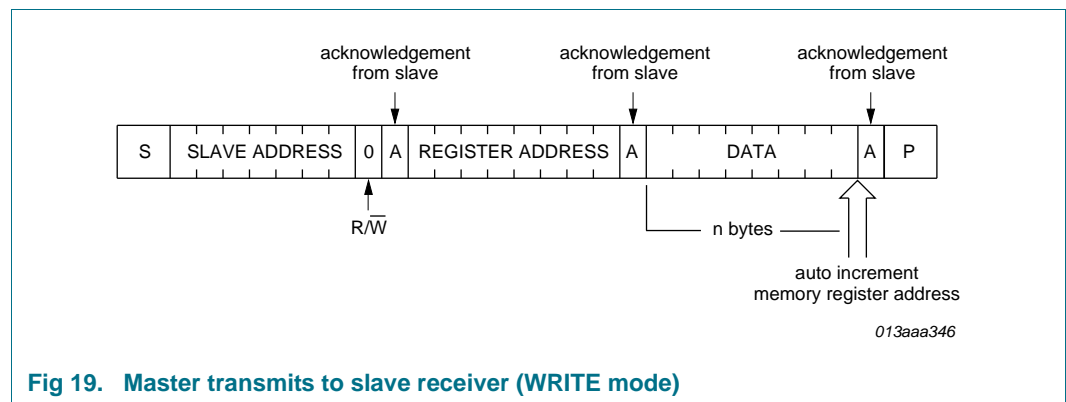 acknowledgement
from slave
acknowledgement
from slave
acknowledgement
from slave
S SLAVE ADDRESS 0 A REGISTER ADDRESS A DATA A P
R/W̅
n bytes
auto increment
memory register address
013aaa346
Fig 19. Master transmits to slave receiver (WRITE mode)